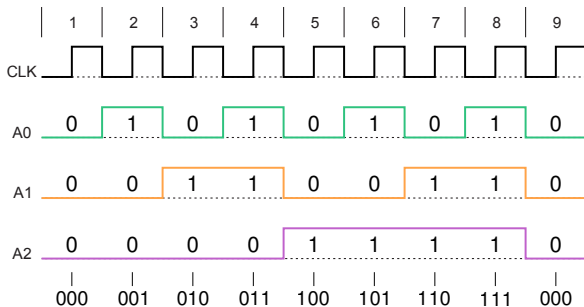 1 2 3 4 5 6 7 8 9
CLK
A0 0 1 0 1 0 1 0 1 0
A1 0 0 1 1 0 0 1 1 0
A2 0 0 0 0 1 1 1 1 0
000 001 010 011 100 101 110 111 000